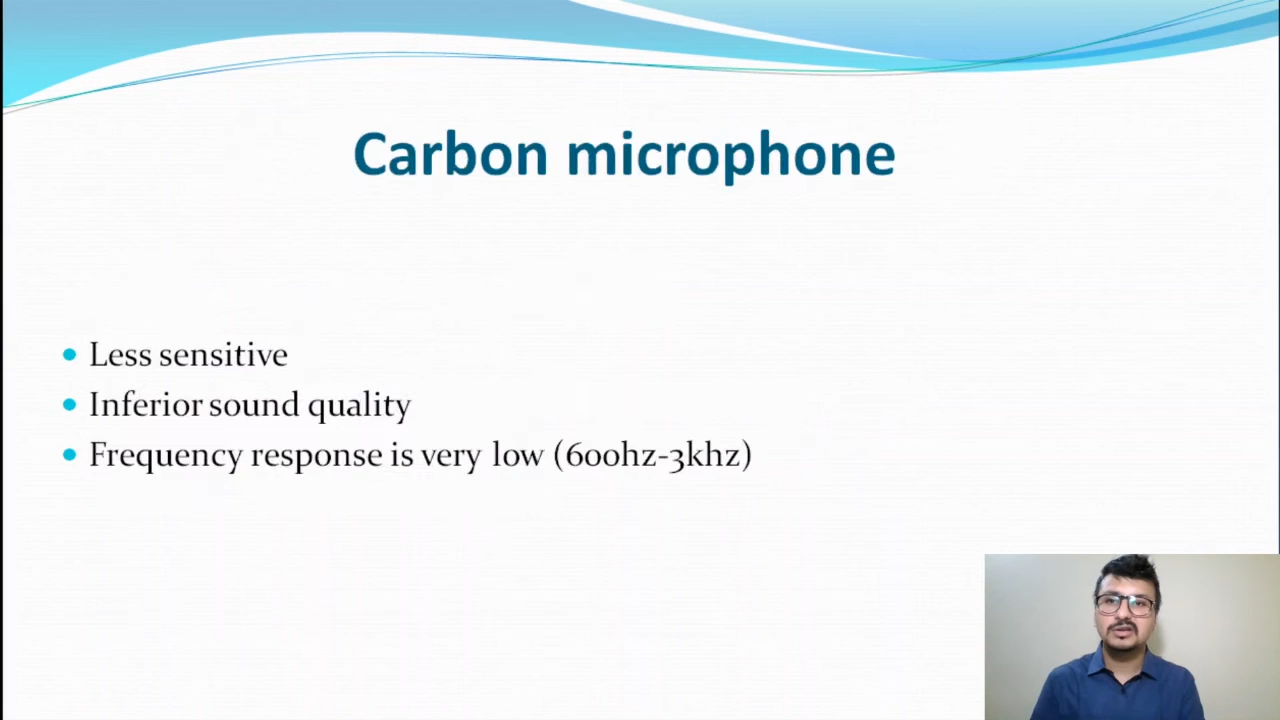 Carbon microphone
• Less sensitive
• Inferior sound quality
• Frequency response is very low (600hz-3khz)